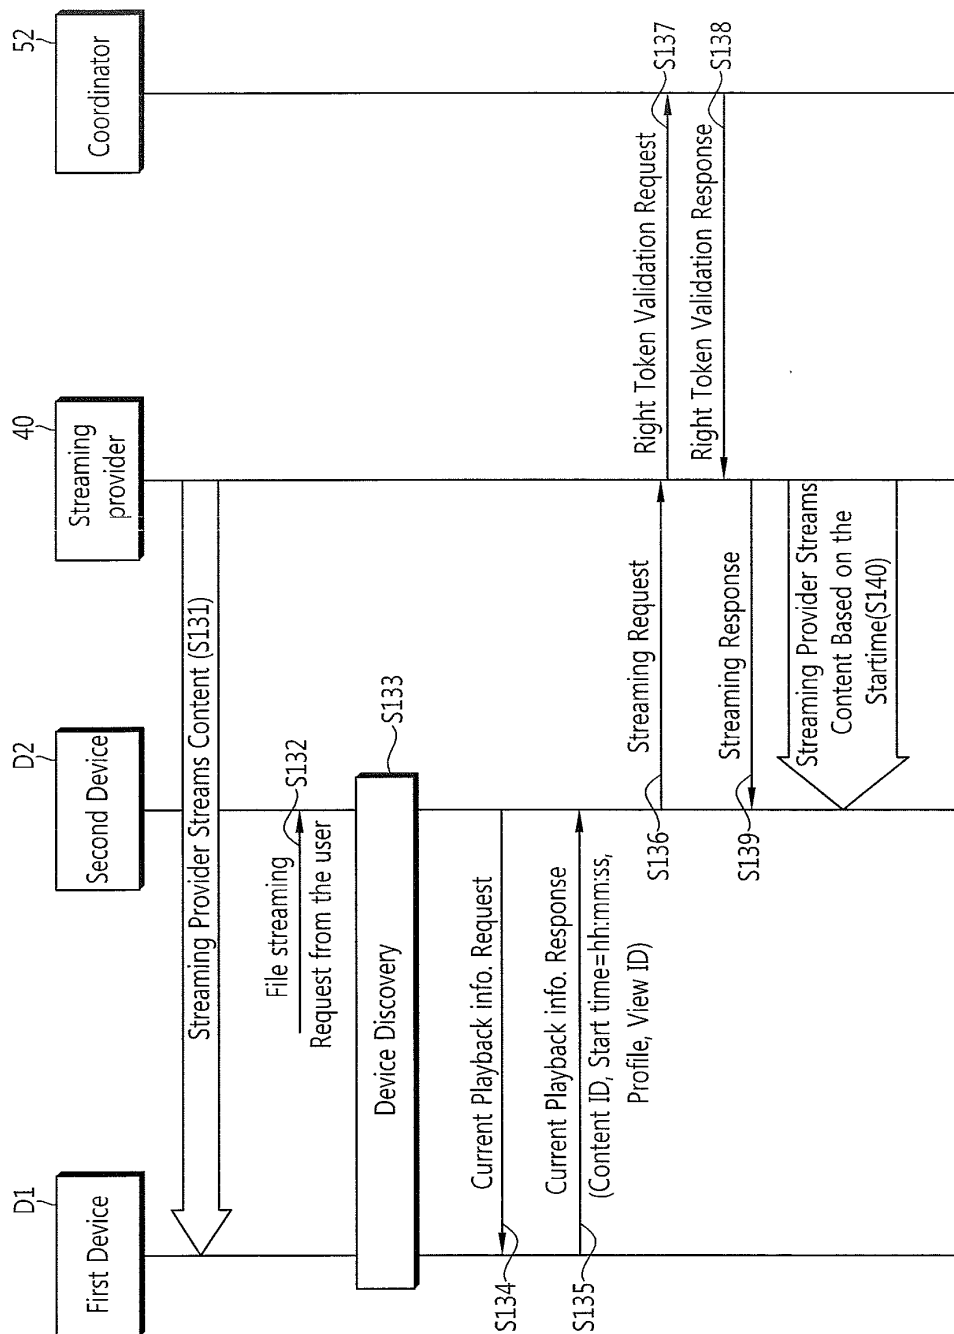 D1
First Device
D2
Second Device
40
Streaming
provider
52
Coordinator
Streaming Provider Streams Content (S131)
File streaming
Request from the user
S132
Device Discovery
S133
Current Playback info. Request
S134
Current Playback info. Response
(Content ID, Start time=hh:mm:ss,
Profile, View ID)
S135
Streaming Request
S136
Right Token Validation Request
S137
Right Token Validation Response
S138
Streaming Response
S139
Streaming Provider Streams
Content Based on the
Startime(S140)